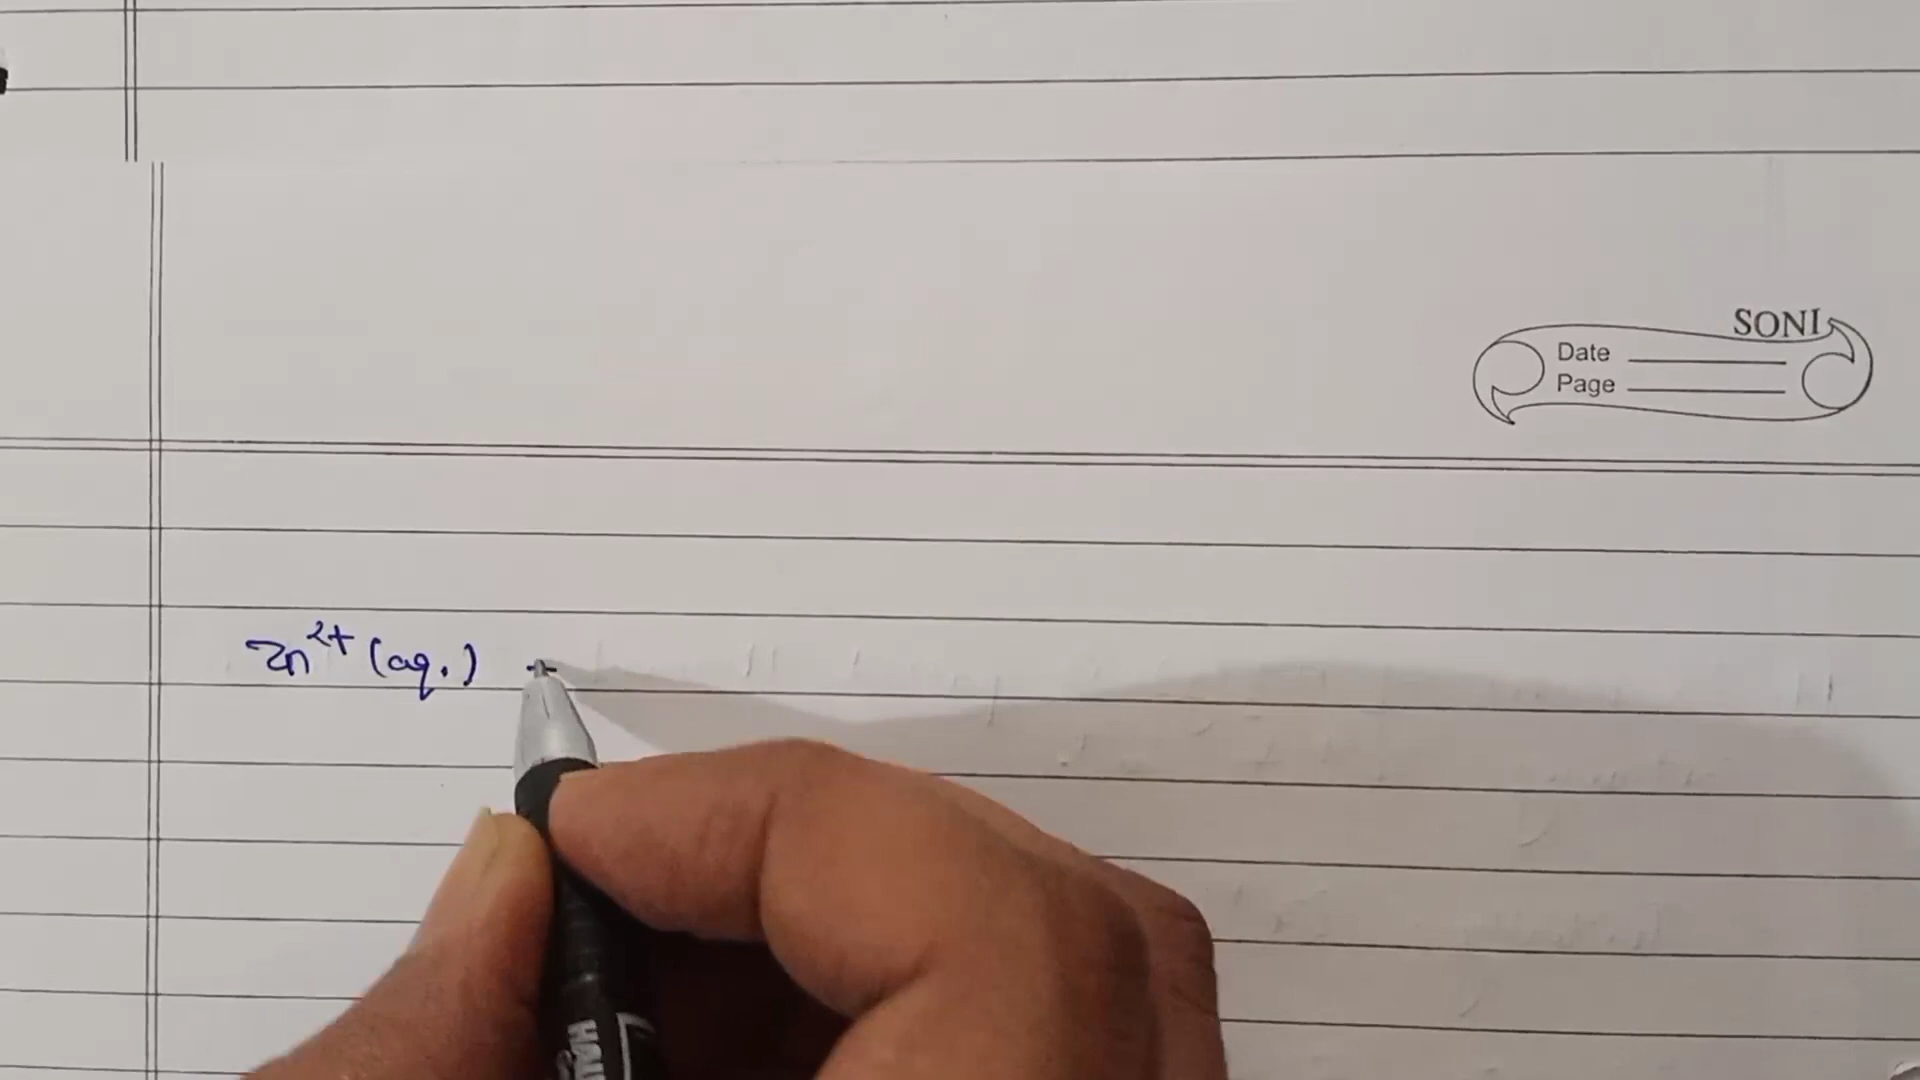 SONI
Date
Page
Zn²⁺ (aq.) +